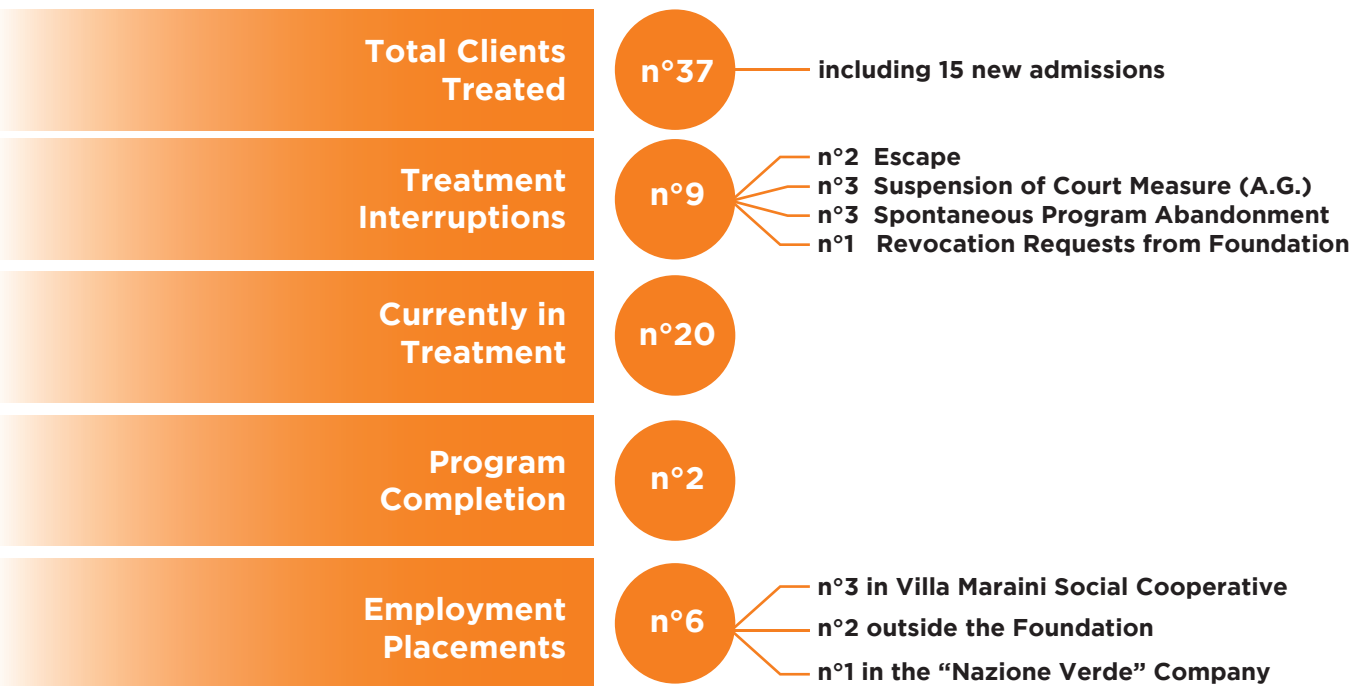 Total Clients
Treated
n°37
including 15 new admissions
Treatment
Interruptions
n°9
n°2 Escape
n°3 Suspension of Court Measure (A.G.)
n°3 Spontaneous Program Abandonment
n°1 Revocation Requests from Foundation
Currently in
Treatment
n°20
Program
Completion
n°2
Employment
Placements
n°6
n°3 in Villa Maraini Social Cooperative
n°2 outside the Foundation
n°1 in the “Nazione Verde” Company